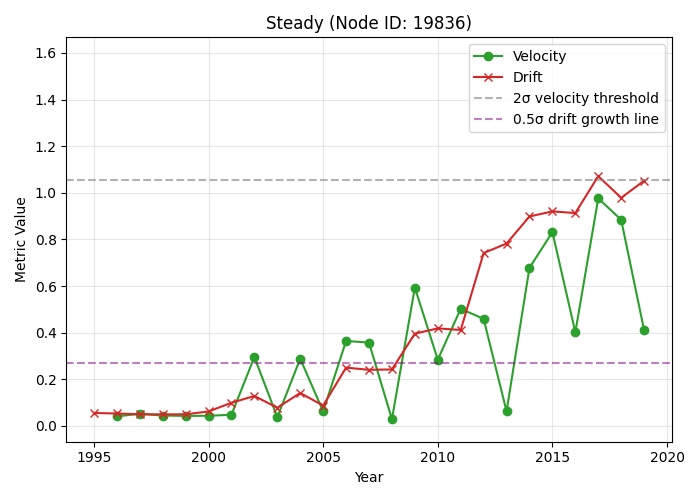 Steady (Node ID: 19836)
Velocity
Drift
2σ velocity threshold
0.5σ drift growth line
Metric Value
1.6
1.4
1.2
1.0
0.8
0.6
0.4
0.2
0.0
1995 2000 2005 2010 2015 2020
Year